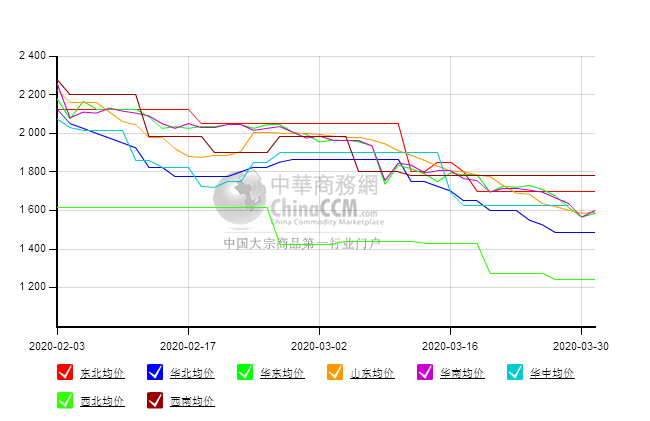 2 400
2 200
2 000
1 800
1 600
1 400
1 200
中華商務網
ChinaCCM.com
China Commodity Marketplace
中国大宗商品第一行业门户
2020-02-03 2020-02-17 2020-03-02 2020-03-16 2020-03-30
东北均价 华北均价 华东均价 山东均价 华南均价 华中均价
西北均价 西南均价